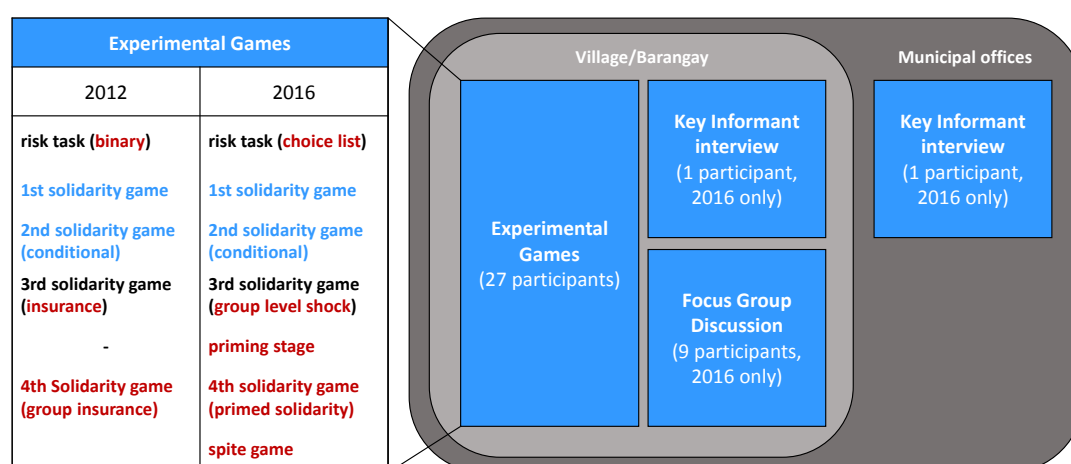 Experimental Games
2012
2016
risk task (binary)
risk task (choice list)
1st solidarity game
1st solidarity game
2nd solidarity game
(conditional)
2nd solidarity game
(conditional)
3rd solidarity game
(insurance)
3rd solidarity game
(group level shock)
-
priming stage
4th Solidarity game
(group insurance)
4th solidarity game
(primed solidarity)
spite game
Village/Barangay
Experimental
Games
(27 participants)
Key Informant
interview
(1 participant,
2016 only)
Focus Group
Discussion
(9 participants,
2016 only)
Municipal offices
Key Informant
interview
(1 participant,
2016 only)